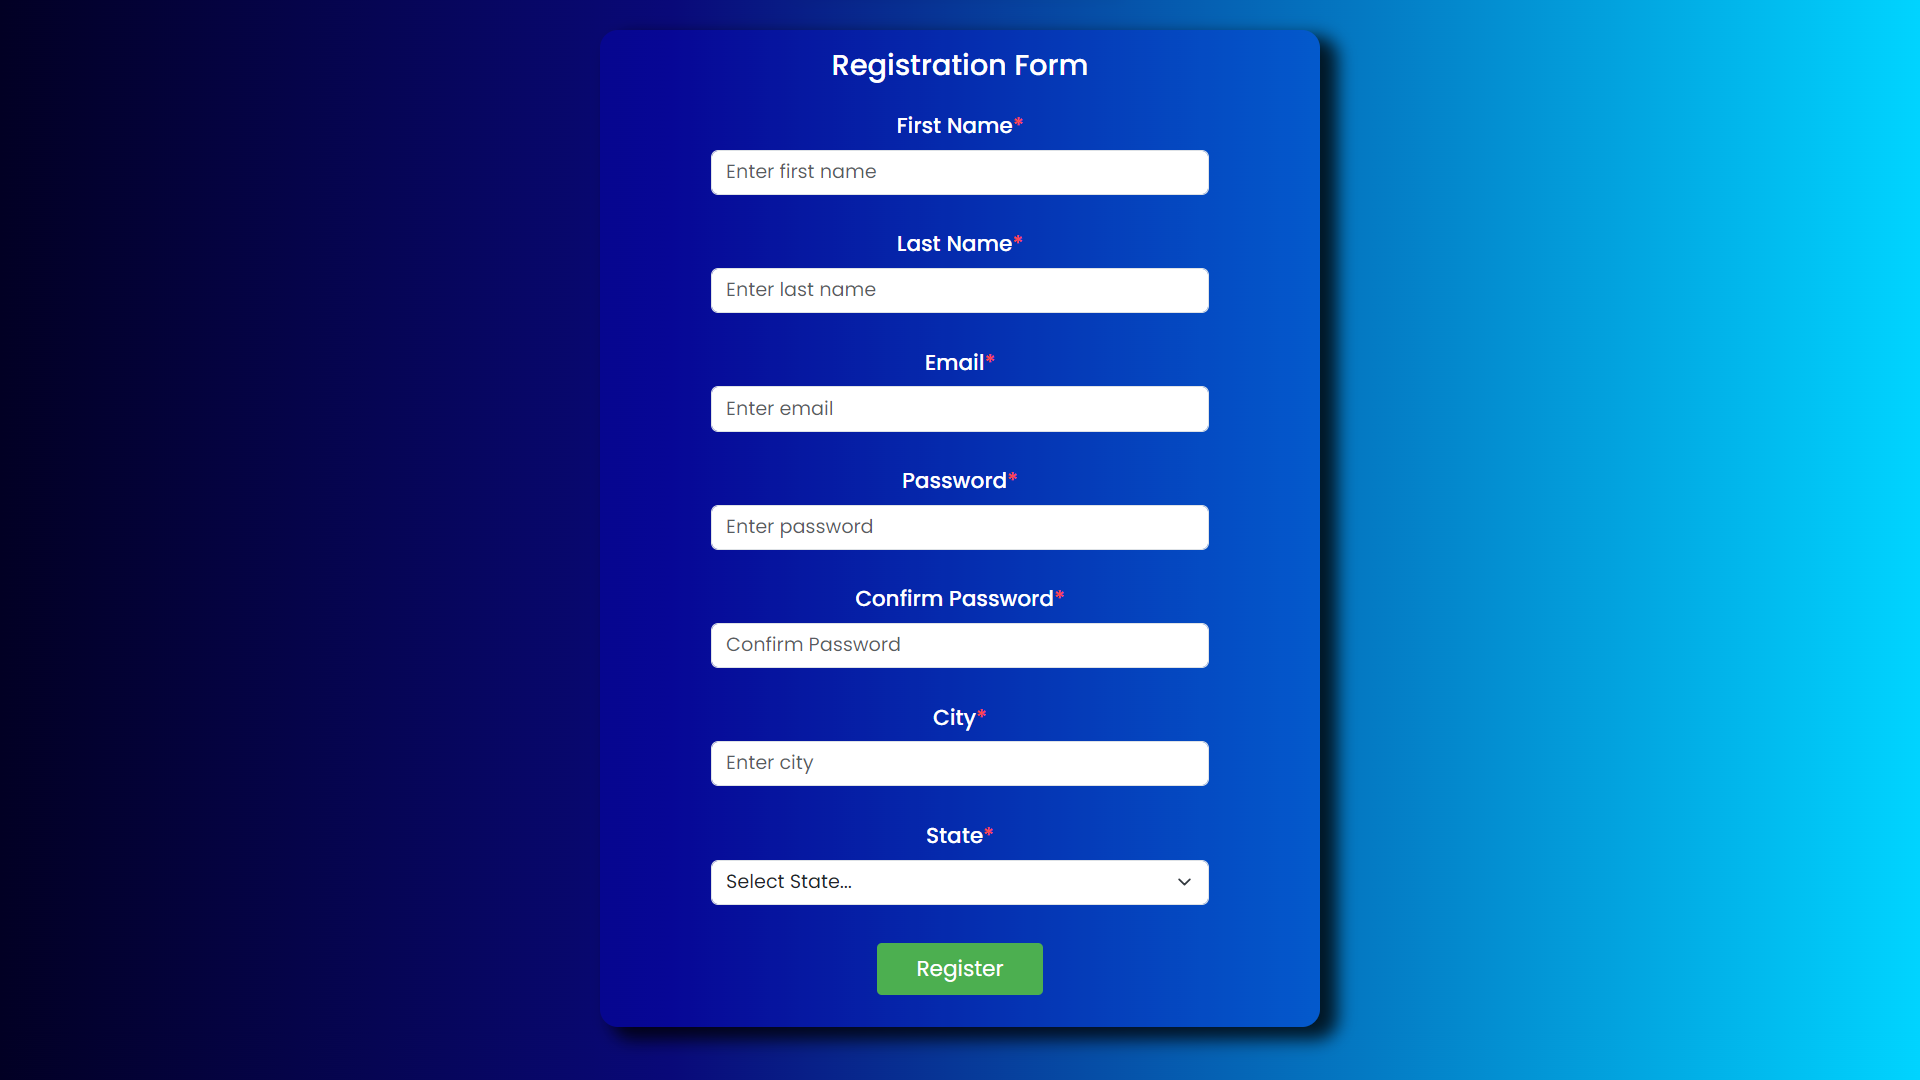 Registration Form
First Name*
Enter first name
Last Name*
Enter last name
Email*
Enter email
Password*
Enter password
Confirm Password*
Confirm Password
City*
Enter city
State*
Select State...
Register